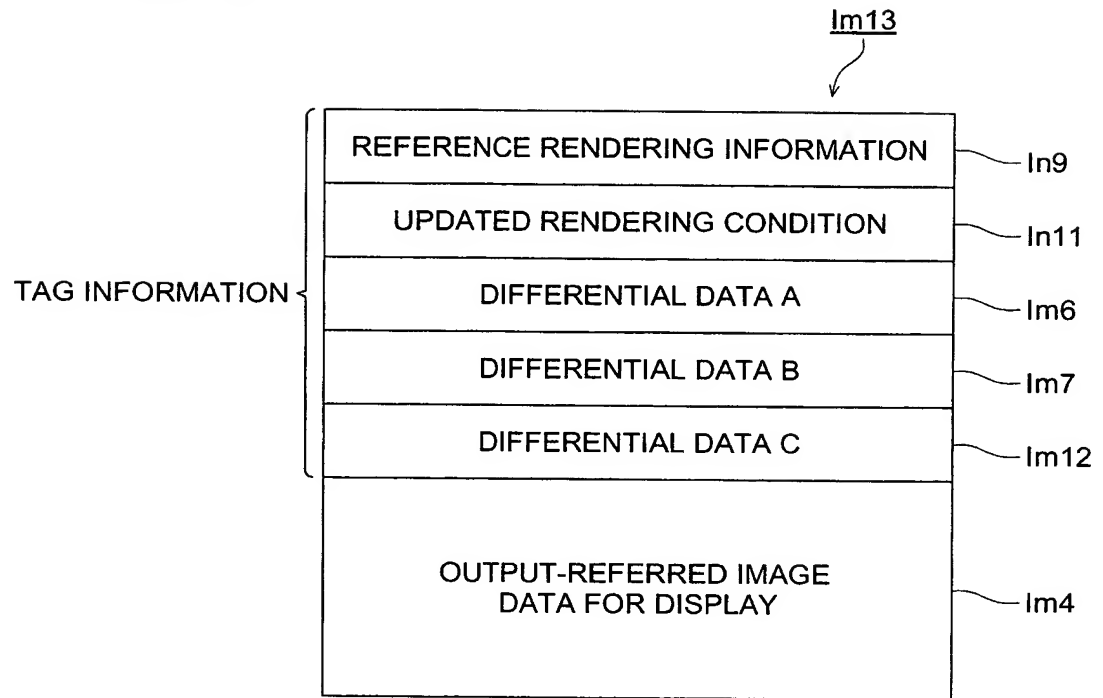 Im13
REFERENCE RENDERING INFORMATION
In9
UPDATED RENDERING CONDITION
In11
TAG INFORMATION
DIFFERENTIAL DATA A
Im6
DIFFERENTIAL DATA B
Im7
DIFFERENTIAL DATA C
Im12
OUTPUT-REFERRED IMAGE
DATA FOR DISPLAY
Im4